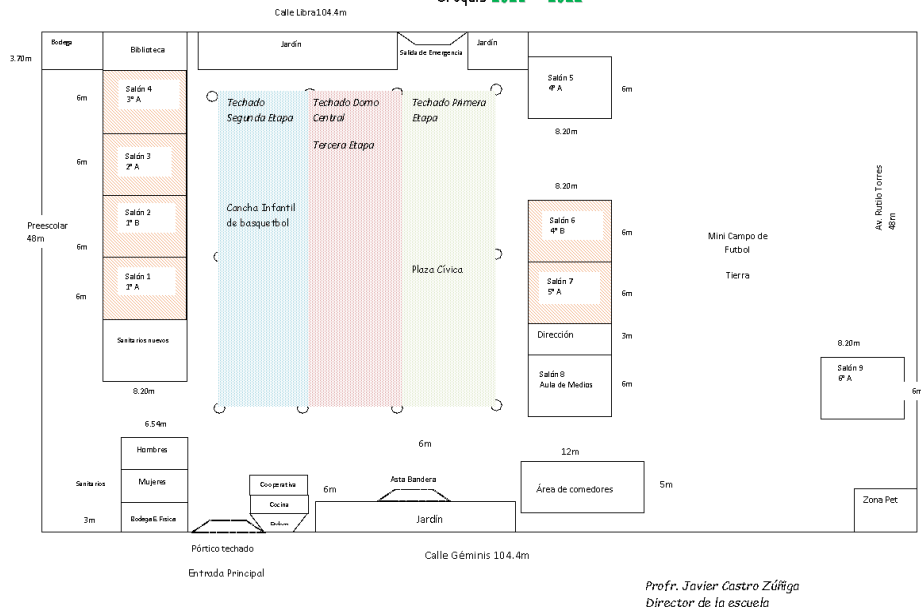 Croquis
Calle Libra104.4m
Bodega
Biblioteca
Jardín
Salida de Emergencia
Jardín
3.70m
Salón 4
3° A
6m
Techado
Segunda Etapa
Techado Domo
Central
Tercera Etapa
Techado Primera
Etapa
Salón 5
4° A
6m
8.20m
Salón 3
2° A
6m
Av. Rutilo Torres
48m
8.20m
Preescolar
48m
Salón 2
1° B
6m
Cancha Infantil
de basquetbol
Salón 6
4° B
6m
Mini Campo de
Futbol
Tierra
Salón 1
1° A
6m
Plaza Cívica
Salón 7
5° A
6m
Sanitarios nuevos
Dirección
3m
8.20m
Salón 8
Aula de Medios
6m
Salón 9
6° A
6m
8.20m
6.54m
Hombres
6m
12m
Sanitarios
Mujeres
Cooperativa
6m
Asta Bandera
Área de comedores
5m
Cocina
Zona Pet
3m
Bodega E. Física
Jardín
Pórtico techado
Calle Géminis 104.4m
Entrada Principal
Profr. Javier Castro Zúñiga
Director de la escuela